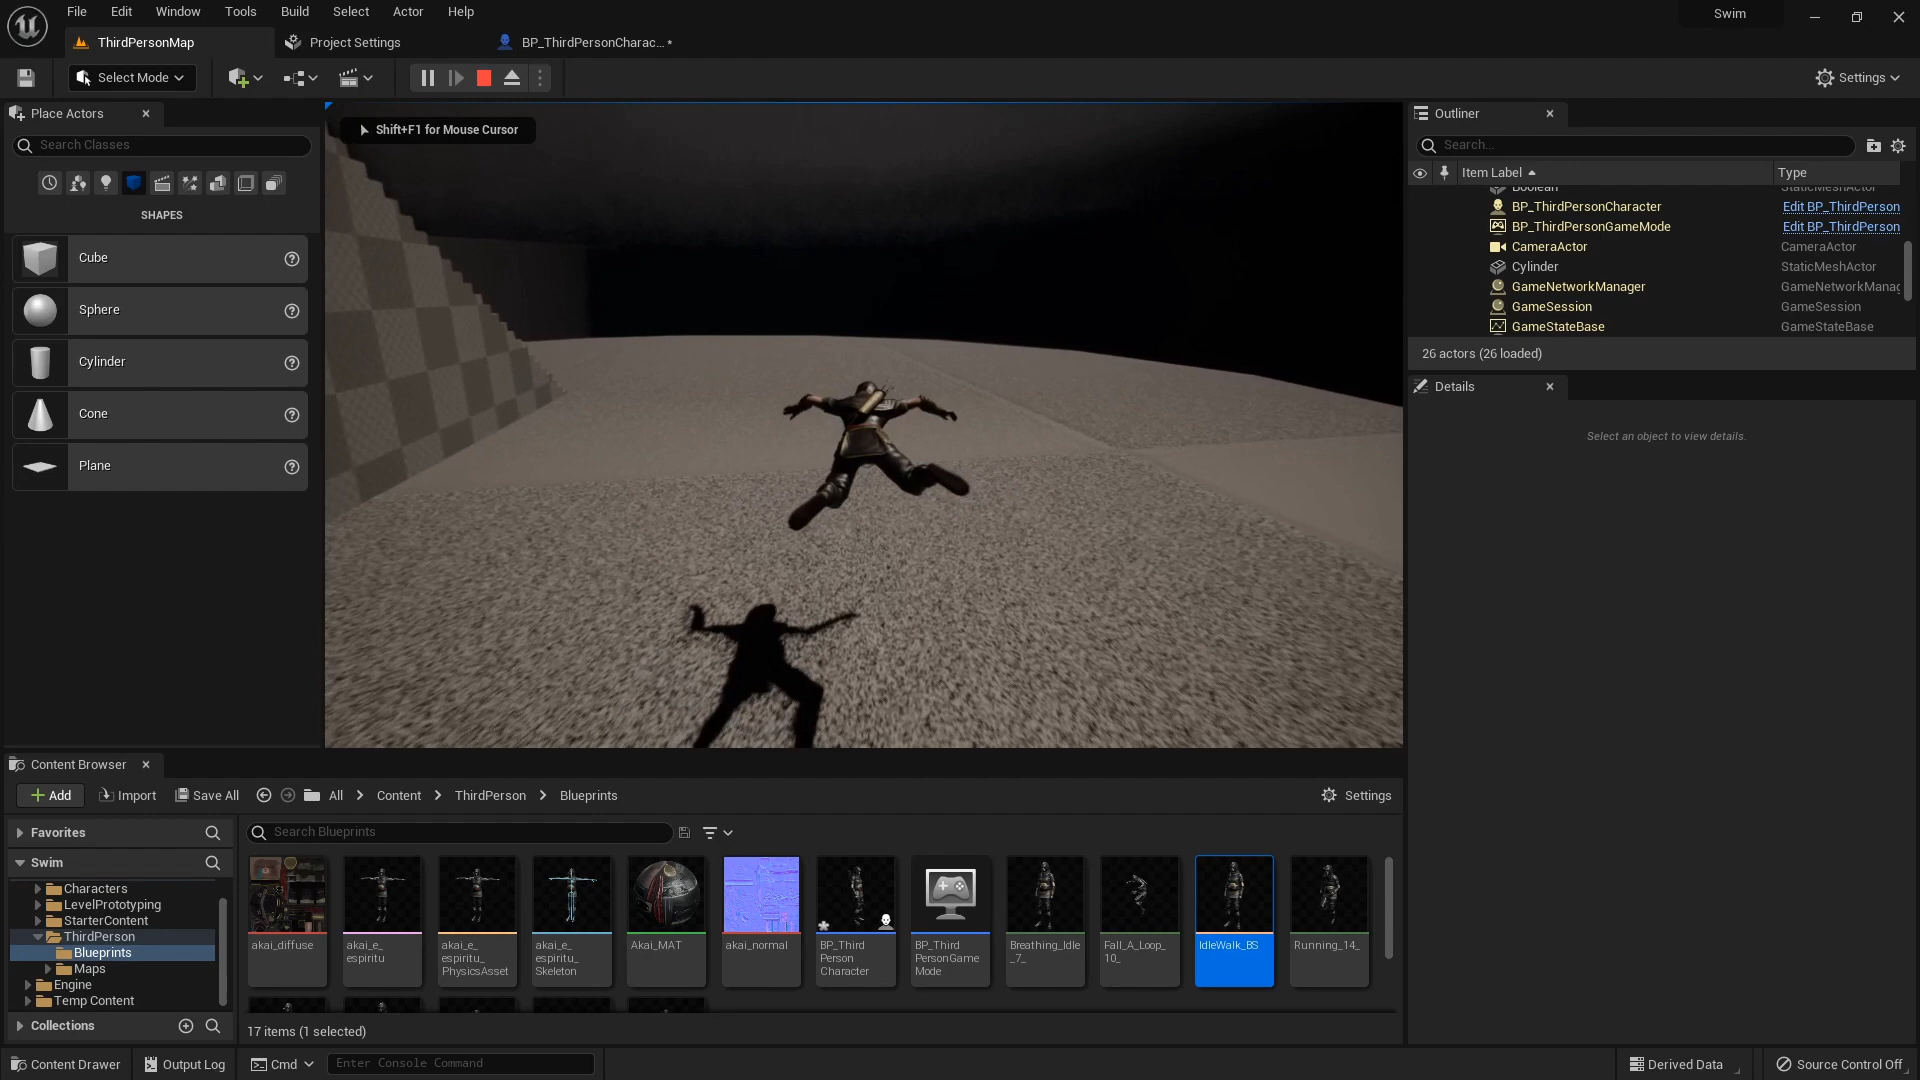 File Edit Window Tools Build Select Actor Help
Swim
ThirdPersonMap
Project Settings
BP_ThirdPersonCharac... *
Select Mode
Settings
Place Actors
Search Classes
SHAPES
Cube
Sphere
Cylinder
Cone
Plane
Shift+F1 for Mouse Cursor
Outliner
Search...
Item Label Type
Boolean StaticMeshActor
BP_ThirdPersonCharacter Edit BP_ThirdPerson
BP_ThirdPersonGameMode Edit BP_ThirdPerson
CameraActor CameraActor
Cylinder StaticMeshActor
GameNetworkManager GameNetworkManag
GameSession GameSession
GameStateBase GameStateBase
26 actors (26 loaded)
Details
Select an object to view details.
Content Browser
Add Import Save All All Content ThirdPerson Blueprints Settings
Favorites
Swim
Characters
LevelPrototyping
StarterContent
ThirdPerson
Blueprints
Maps
Engine
Temp Content
Collections
Search Blueprints
akai_diffuse
akai_e_
espiritu
akai_e_
espiritu_
PhysicsAsset
akai_e_
espiritu_
Skeleton
Akai_MAT
akai_normal
BP_Third
Person
Character
BP_Third
PersonGame
Mode
Breathing_Idle
_7_
Fall_A_Loop_
10_
IdleWalk_BS
Running_14_
17 items (1 selected)
Content Drawer
Output Log
Cmd
Enter Console Command
Derived Data
Source Control Off